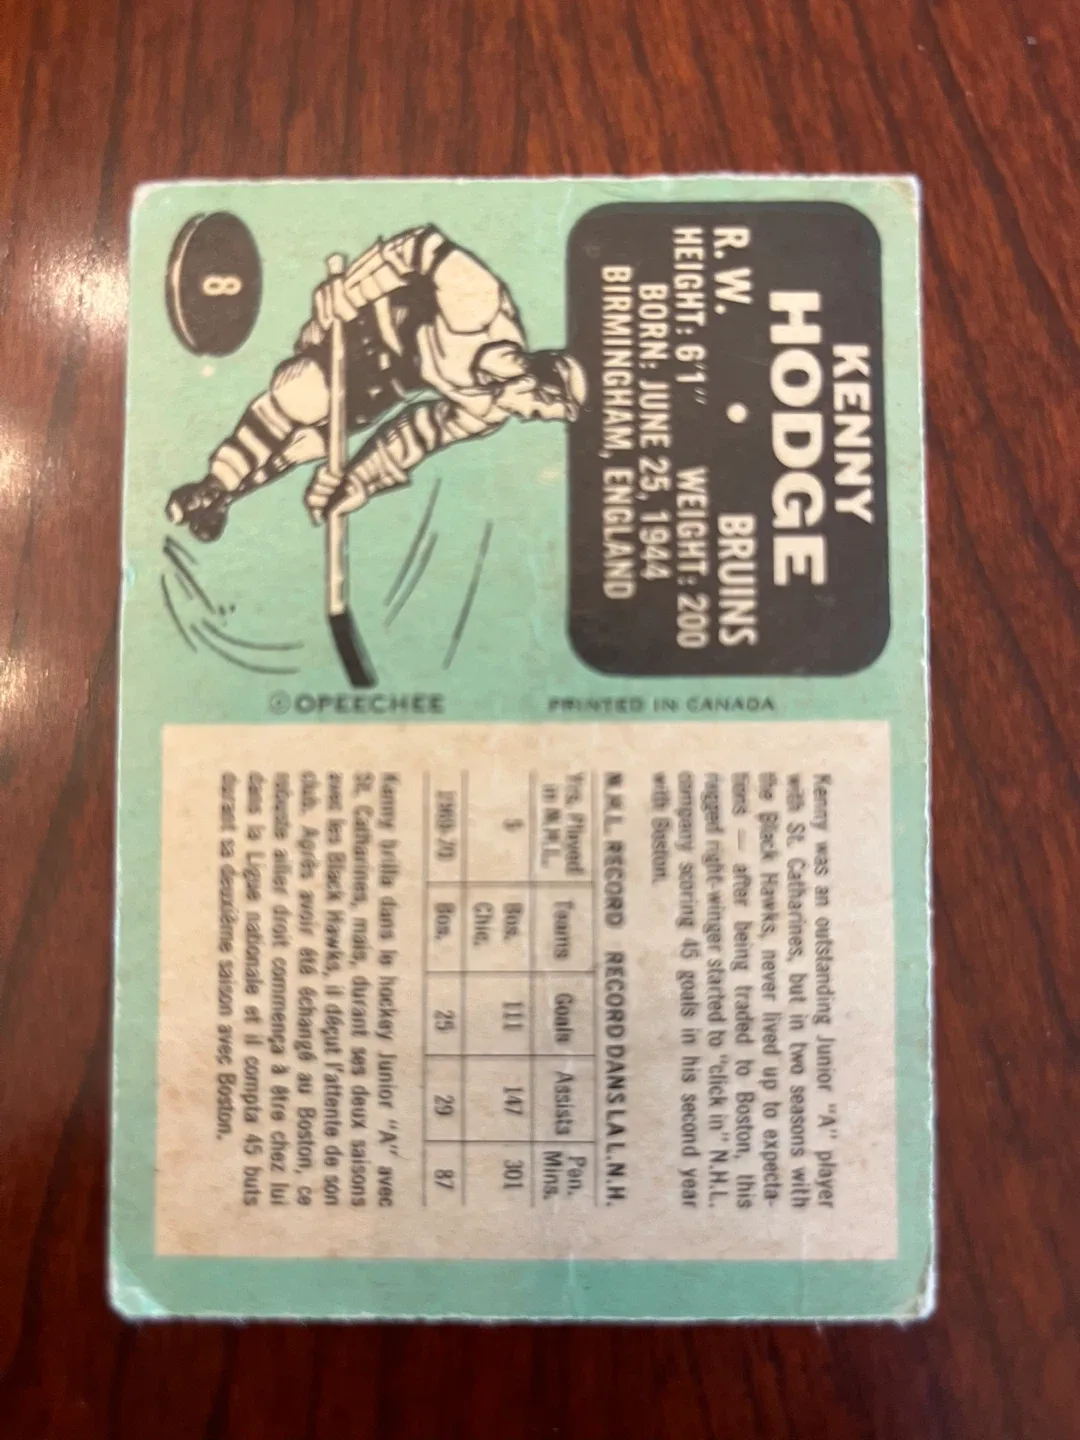 KENNY
HODGE
R. W. • BRUINS
HEIGHT: 6'1" WEIGHT: 200
BORN: JUNE 25, 1944
BIRMINGHAM, ENGLAND
8
©OPEECHEE PRINTED IN CANADA
Kenny was an outstanding Junior "A" player
with St. Catharines, but in two seasons with
the Black Hawks, never lived up to expecta-
tions — after being traded to Boston, this
rugged right-winger started to "click in" N.H.L.
company scoring 45 goals in his second year
with Boston.
N.H.L. RECORD RECORD DANS LA L.N.H.
Yrs. Played in N.H.L. Teams Goals Assists Pen. Mins.
5 Bos. Chic. 111 147 301
1969-70 Bos. 25 29 87
Kenny brilla dans le hockey Junior "A" avec
St. Catharines, mais, durant ses deux saisons
avec les Black Hawks, il déçut l'attente de son
club. Après avoir été échangé au Boston, ce
robuste ailier droit commença à être chez lui
dans la Ligue nationale et il compta 45 buts
durant sa deuxième saison avec Boston.